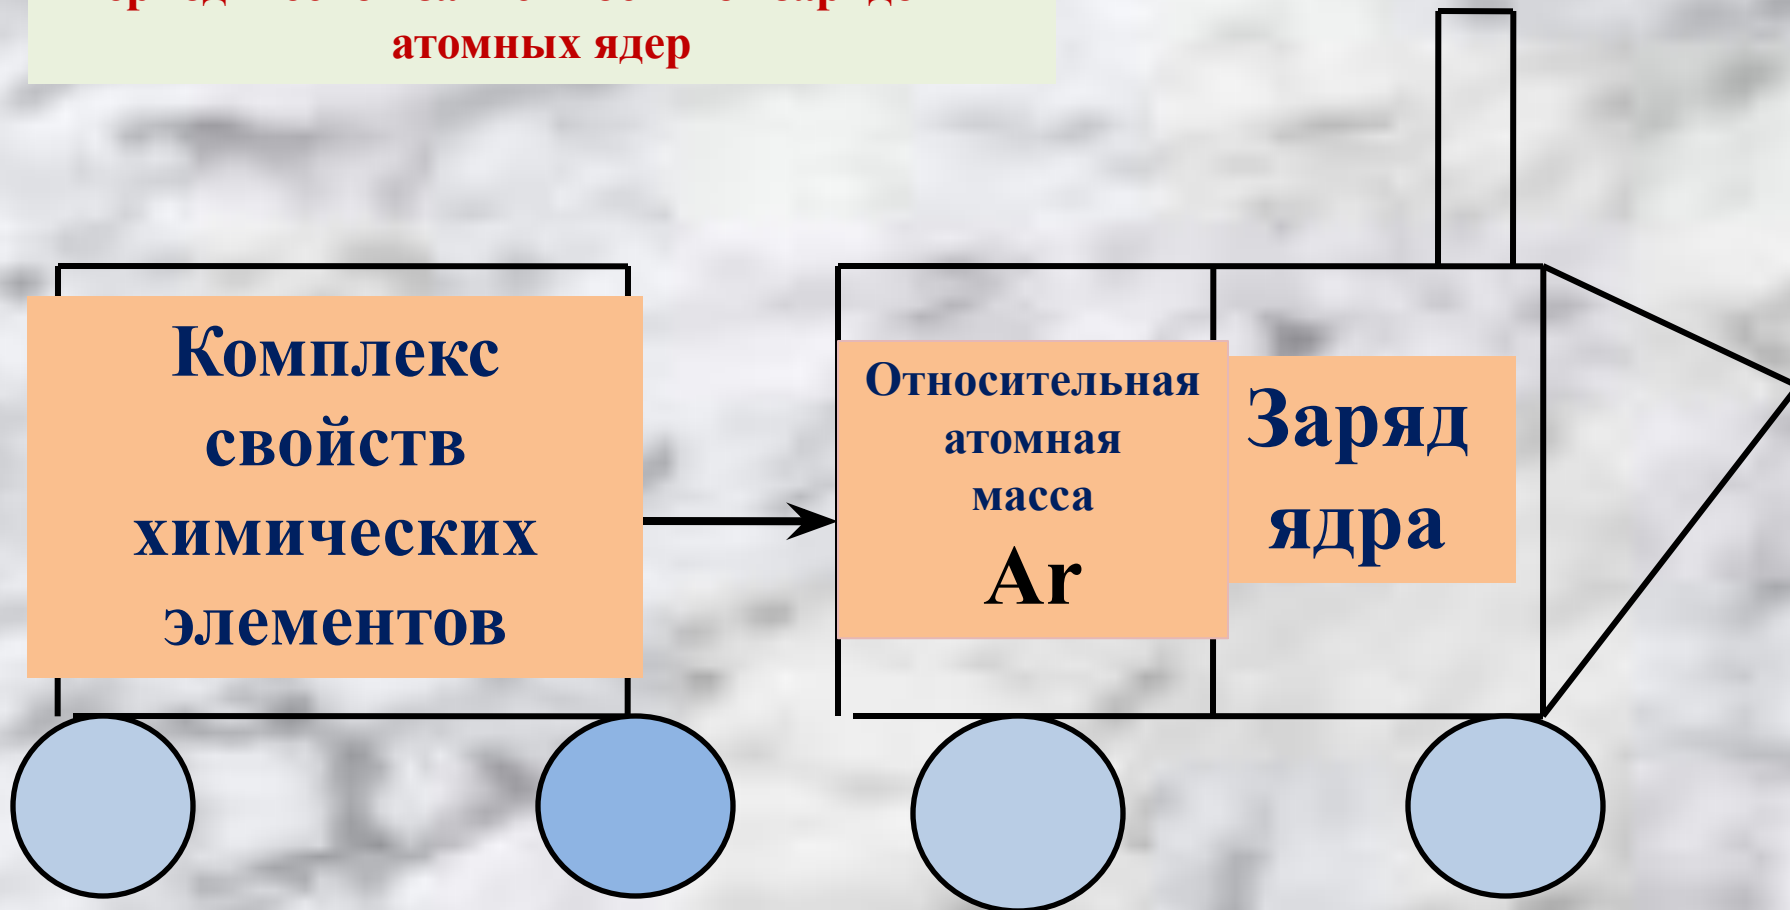 атомных ядер
Комплекс
свойств
химических
элементов
Относительная
атомная
масса
Ar
Заряд
ядра